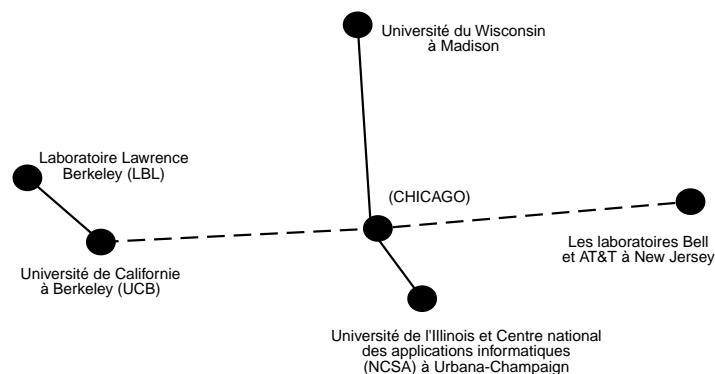 Université du Wisconsin
à Madison
Laboratoire Lawrence
Berkeley (LBL)
(CHICAGO)
Les laboratoires Bell
et AT&T à New Jersey
Université de Californie
à Berkeley (UCB)
Université de l'Illinois et Centre national
des applications informatiques
(NCSA) à Urbana-Champaign